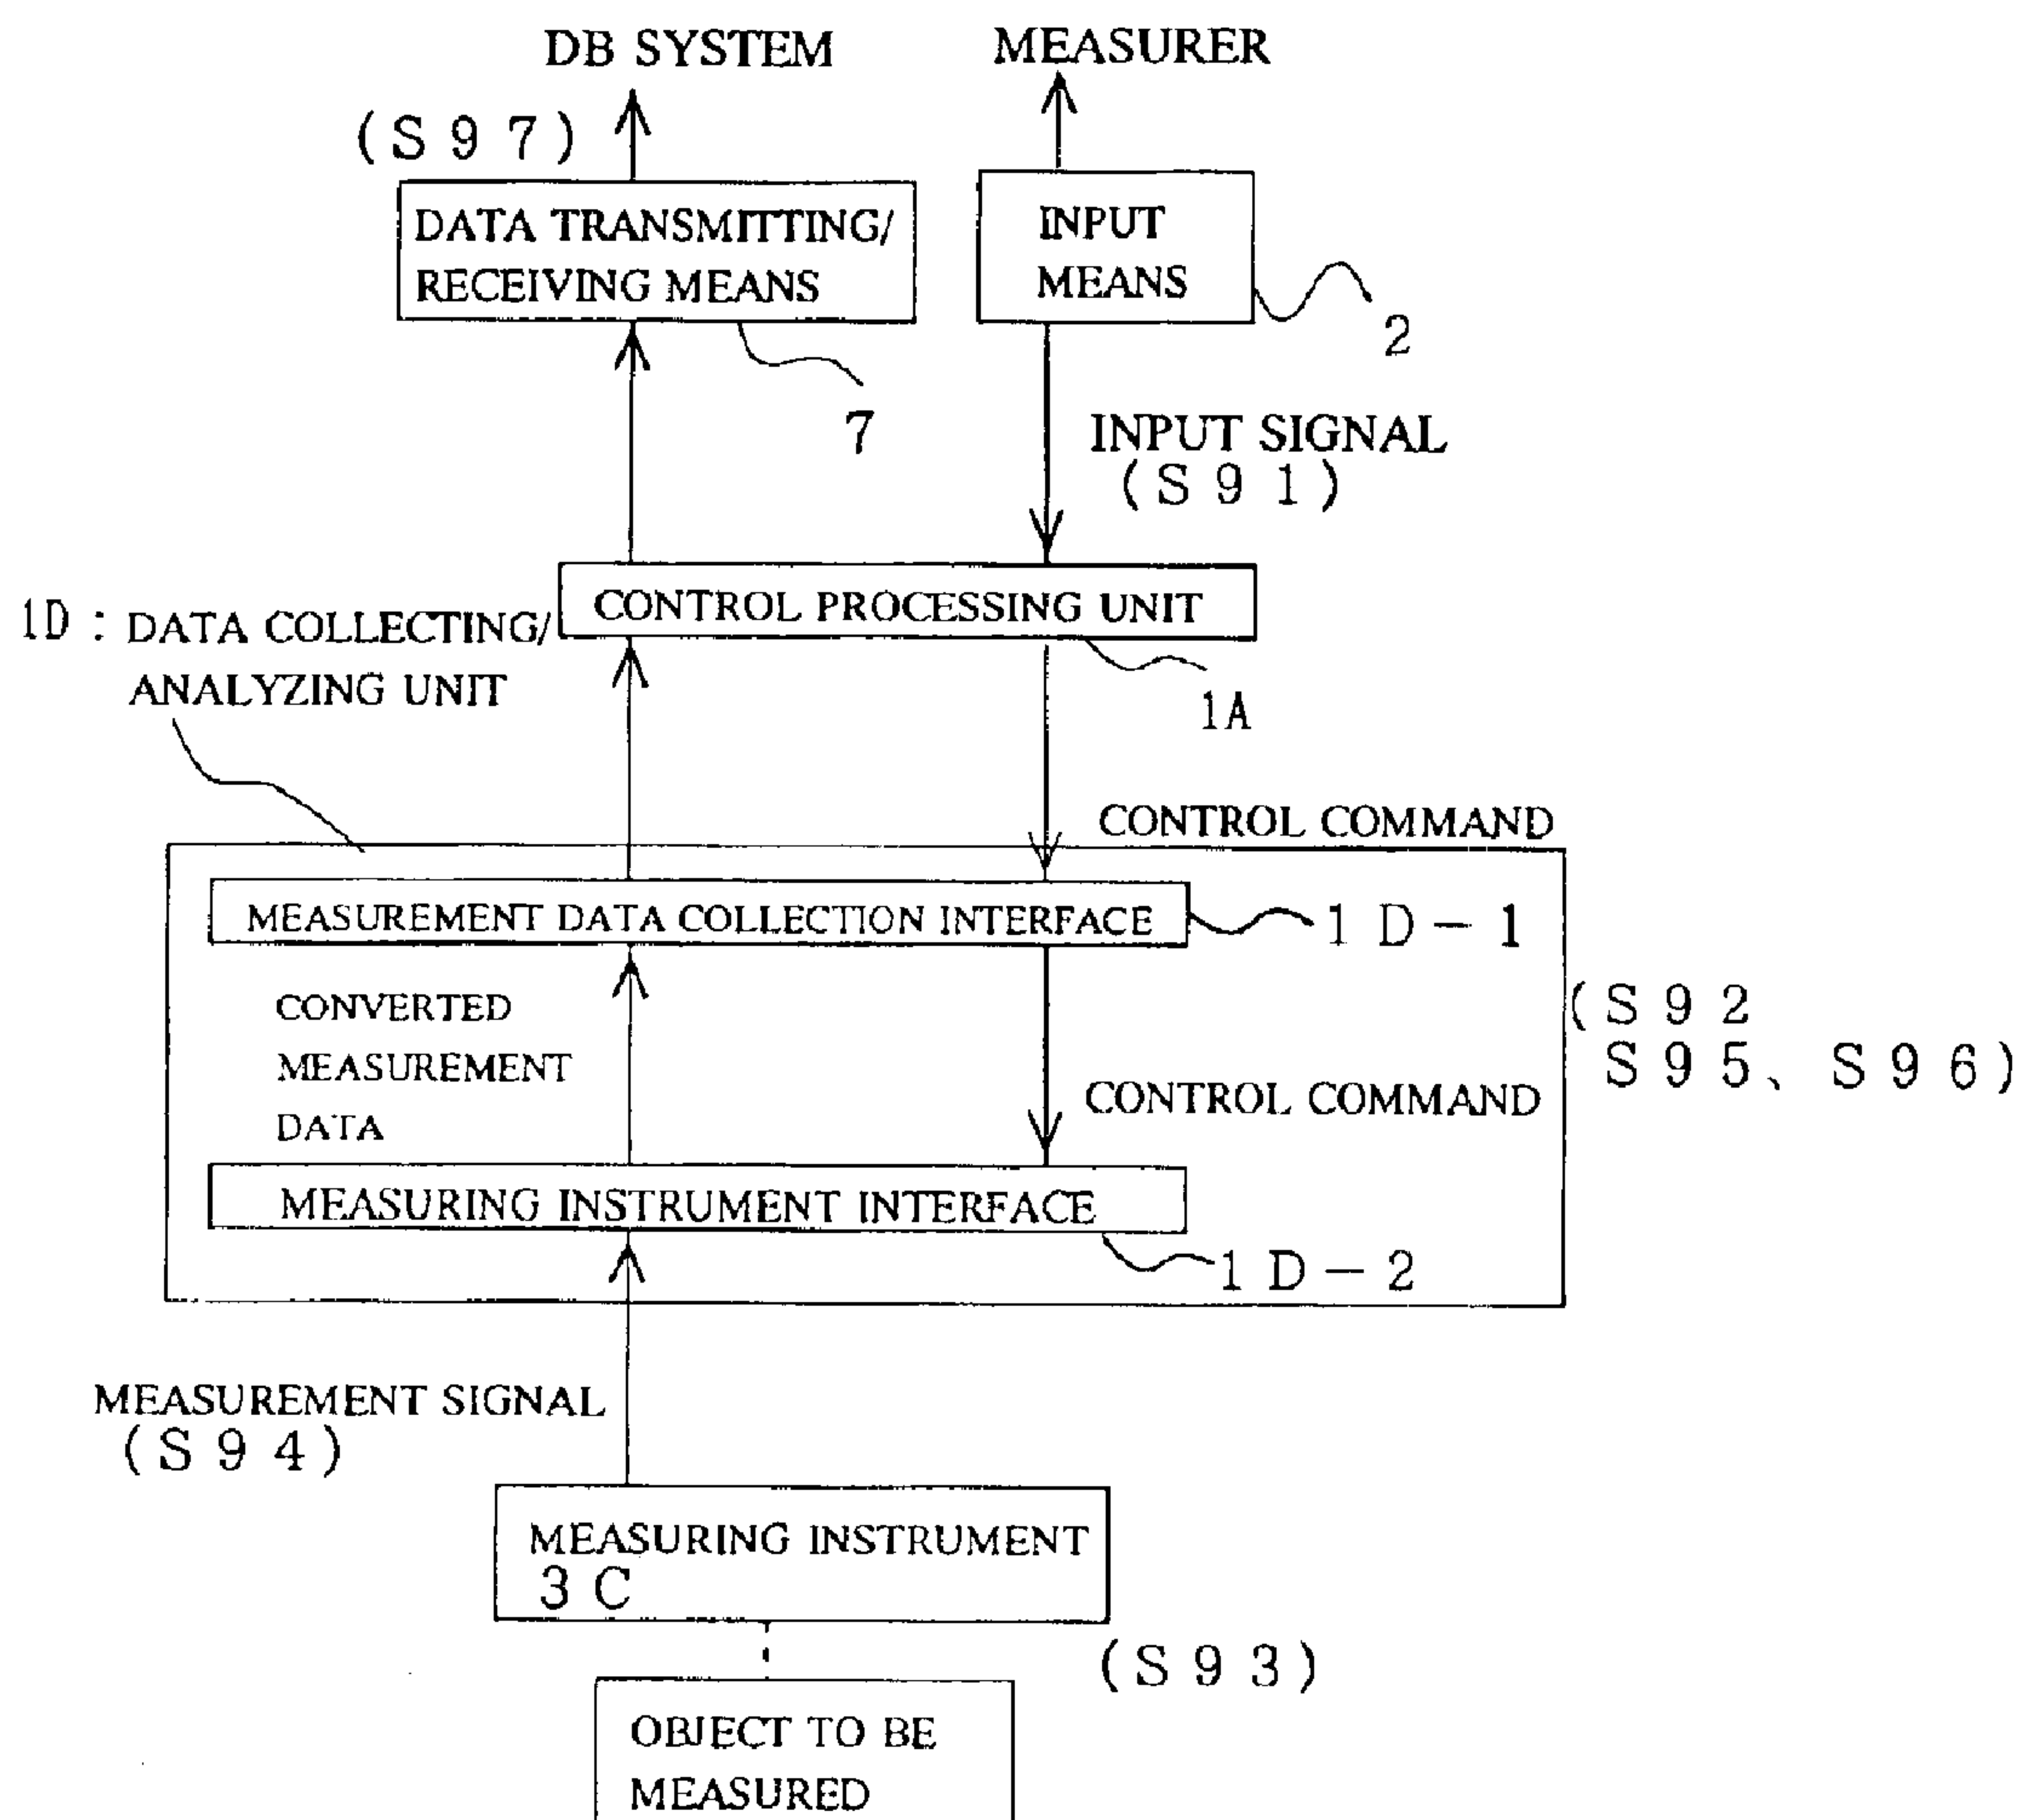 DB SYSTEM
MEASURER
(S97)
DATA TRANSMITTING/
RECEIVING MEANS
INPUT
MEANS
2
7
INPUT SIGNAL
(S91)
CONTROL PROCESSING UNIT
1D : DATA COLLECTING/
ANALYZING UNIT
1A
CONTROL COMMAND
MEASUREMENT DATA COLLECTION INTERFACE
1D-1
CONVERTED
MEASUREMENT
DATA
(S92
S95、S96)
CONTROL COMMAND
MEASURING INSTRUMENT INTERFACE
1D-2
MEASUREMENT SIGNAL
(S94)
MEASURING INSTRUMENT
3C
(S93)
OBJECT TO BE
MEASURED